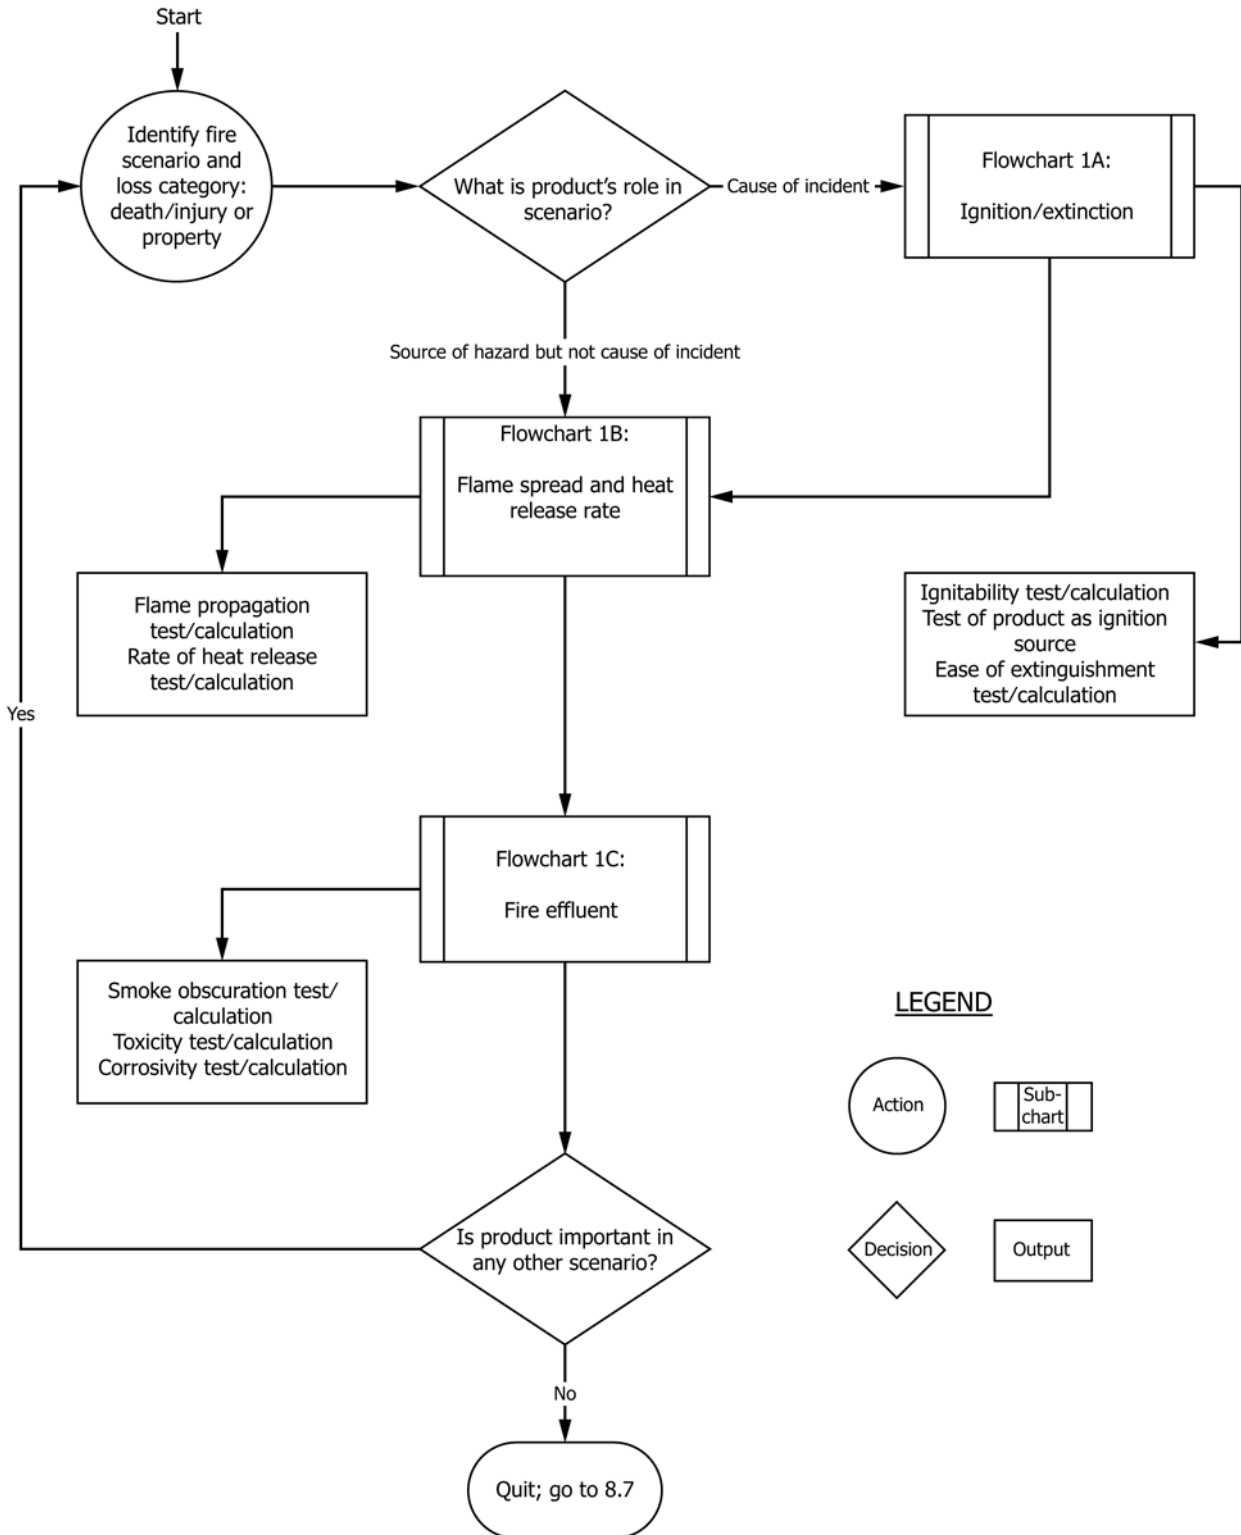 Start
Identify fire
scenario and
loss category:
death/injury or
property
What is product’s role in
scenario?
Cause of incident
Flowchart 1A:
Ignition/extinction
Source of hazard but not cause of incident
Flowchart 1B:
Flame spread and heat
release rate
Flame propagation
test/calculation
Rate of heat release
test/calculation
Ignitability test/calculation
Test of product as ignition
source
Ease of extinguishment
test/calculation
Yes
Flowchart 1C:
Fire effluent
Smoke obscuration test/
calculation
Toxicity test/calculation
Corrosivity test/calculation
LEGEND
Action
Sub-
chart
Decision
Output
Is product important in
any other scenario?
No
Quit; go to 8.7